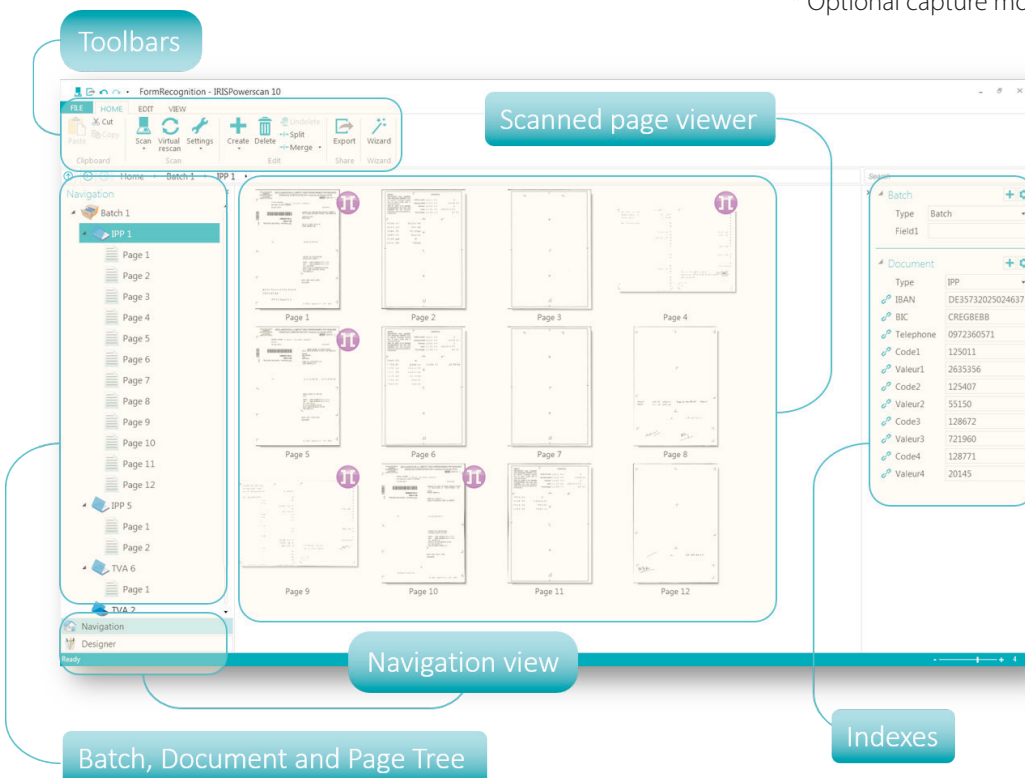 * Optional capture mo
Toolbars
FormRecognition - IRISPowerscan 10
FILE HOME EDIT VIEW
Paste
Cut
Copy
Clipboard
Scan
Virtual rescan
Settings
Scan
Create
Delete
Undelete
Split
Merge
Edit
Export
Share
Wizard
Wizard
Scanned page viewer
Home Batch 1 IPP 1
Search
Navigation
Batch 1
IPP 1
Page 1
Page 2
Page 3
Page 4
Page 5
Page 6
Page 7
Page 8
Page 9
Page 10
Page 11
Page 12
IPP 5
Page 1
Page 2
TVA 6
Page 1
TVA 2
Navigation
Designer
Ready
Page 1 Page 2 Page 3 Page 4
Page 5 Page 6 Page 7 Page 8
Page 9 Page 10 Page 11 Page 12
Batch
Type Batch
Field1
Document
Type IPP
IBAN DE35732025024637
BIC CREGBEBB
Telephone 0972360571
Code1 125011
Valeur1 2635356
Code2 125407
Valeur2 55150
Code3 128672
Valeur3 721960
Code4 128771
Valeur4 20145
Navigation view
Indexes
Batch, Document and Page Tree